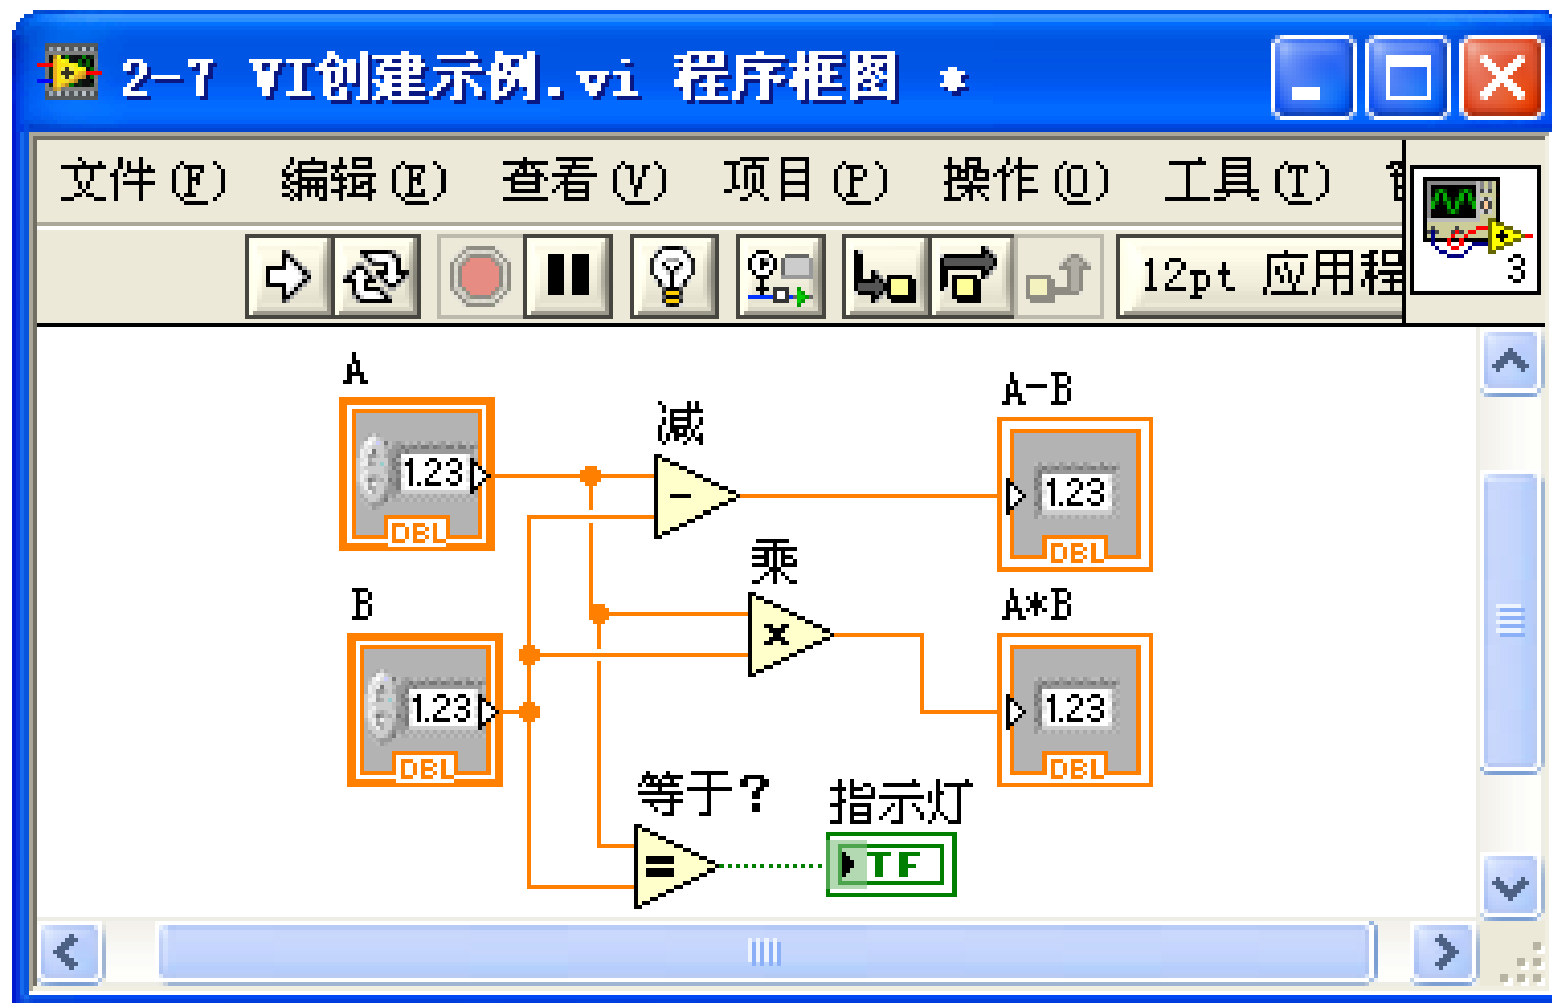 2-7 VI创建示例.vi 程序框图 *
文件(F) 编辑(E) 查看(V) 项目(P) 操作(O) 工具(T)
12pt 应用程
3
A
减
A-B
1.23
DBL
-
1.23
DBL
乘
B
A*B
×
1.23
DBL
1.23
DBL
等于?
指示灯
=
TF